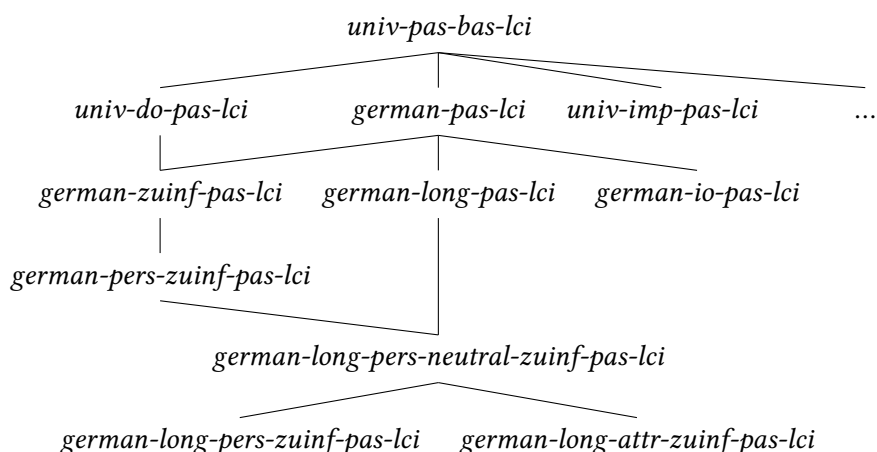 univ-pas-bas-lci
univ-do-pas-lci german-pas-lci univ-imp-pas-lci ...
german-zuinf-pas-lci german-long-pas-lci german-io-pas-lci
german-pers-zuinf-pas-lci
german-long-pers-neutral-zuinf-pas-lci
german-long-pers-zuinf-pas-lci german-long-attr-zuinf-pas-lci